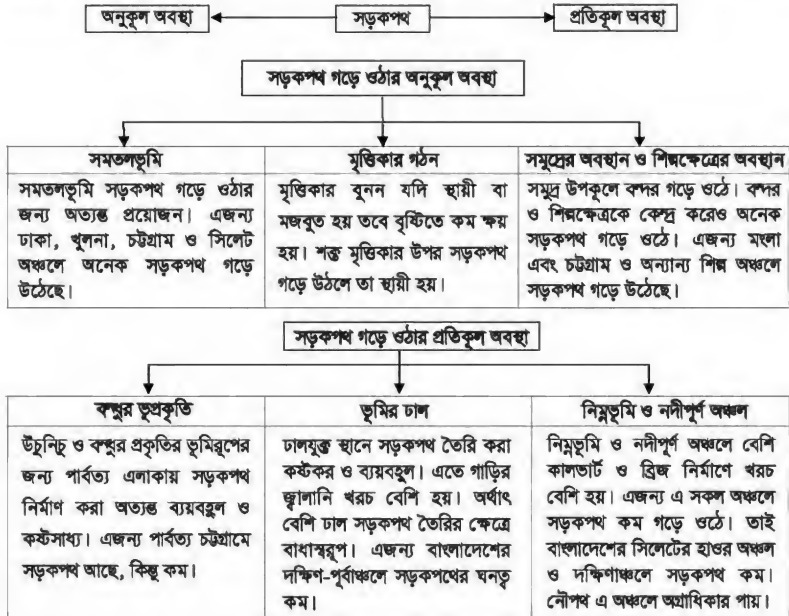 অনুকূল অবস্থা সড়কপথ প্রতিকূল অবস্থা
সড়কপথ গড়ে ওঠার অনুকূল অবস্থা
সমতলভূমি
সমতলভূমি সড়কপথ গড়ে ওঠার
জন্য অত্যন্ত প্রয়োজন। এজন্য
ঢাকা, খুলনা, চট্টগ্রাম ও সিলেট
অঞ্চলে অনেক সড়কপথ গড়ে
উঠেছে।
মৃত্তিকার গঠন
মৃত্তিকার বুনন যদি স্থায়ী বা
মজবুত হয় তবে বৃষ্টিতে কম ক্ষয়
হয়। শক্ত মৃত্তিকার উপর সড়কপথ
গড়ে উঠলে তা স্থায়ী হয়।
সমুদ্রের অবস্থান ও শিল্পক্ষেত্রের অবস্থান
সমুদ্র উপকূলে বন্দর গড়ে ওঠে। বন্দর
ও শিল্পক্ষেত্রকে কেন্দ্র করেও অনেক
সড়কপথ গড়ে ওঠে। এজন্য মংলা
এবং চট্টগ্রাম ও অন্যান্য শিল্প অঞ্চলে
সড়কপথ গড়ে উঠেছে।
সড়কপথ গড়ে ওঠার প্রতিকূল অবস্থা
বন্ধুর ভূপ্রকৃতি
উঁচুনিচু ও বন্ধুর প্রকৃতির ভূমিরূপের
জন্য পার্বত্য এলাকায় সড়কপথ
নির্মাণ করা অত্যন্ত ব্যয়বহুল ও
কষ্টসাধ্য। এজন্য পার্বত্য চট্টগ্রামে
সড়কপথ আছে, কিন্তু কম।
ভূমির ঢাল
ঢালযুক্ত স্থানে সড়কপথ তৈরি করা
কষ্টকর ও ব্যয়বহুল। এতে গাড়ির
জ্বালানি খরচ বেশি হয়। অর্থাৎ
বেশি ঢাল সড়কপথ তৈরির ক্ষেত্রে
বাধাস্বরূপ। এজন্য বাংলাদেশের
দক্ষিণ-পূর্বাঞ্চলে সড়কপথের ঘনত্ব
কম।
নিম্নভূমি ও নদীপূর্ণ অঞ্চল
নিম্নভূমি ও নদীপূর্ণ অঞ্চলে বেশি
কালভার্ট ও ব্রিজ নির্মাণে খরচ
বেশি হয়। এজন্য এ সকল অঞ্চলে
সড়কপথ কম গড়ে ওঠে। তাই
বাংলাদেশের সিলেটের হাওর অঞ্চল
ও দক্ষিণাঞ্চলে সড়কপথ কম।
নৌপথ এ অঞ্চলে অগ্রাধিকার পায়।